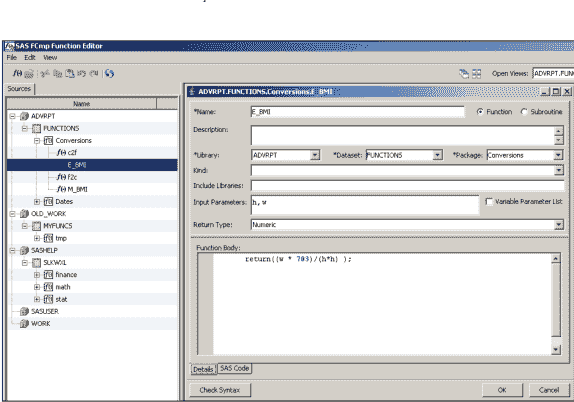 SAS FCmp Function Editor
File Edit View
Open Views: ADVRPT.FUN
Sources
Name
ADVRPT
FUNCTIONS
Conversions
c2f
E_BMI
f2c
M_BMI
Dates
OLD_WORK
MYFUNCS
tmp
SASHELP
SLKWXL
finance
math
stat
SASUSER
WORK
ADVRPT.FUNCTIONS.Conversions.E_BMI
*Name: E_BMI Function Subroutine
Description:
*Library: ADVRPT *Dataset: FUNCTIONS *Package: Conversions
Kind:
Include Libraries:
Input Parameters: h,w Variable Parameter List
Return Type: Numeric
Function Body:
return((w * 703)/(h*h) );
Details SAS Code
Check Syntax OK Cancel